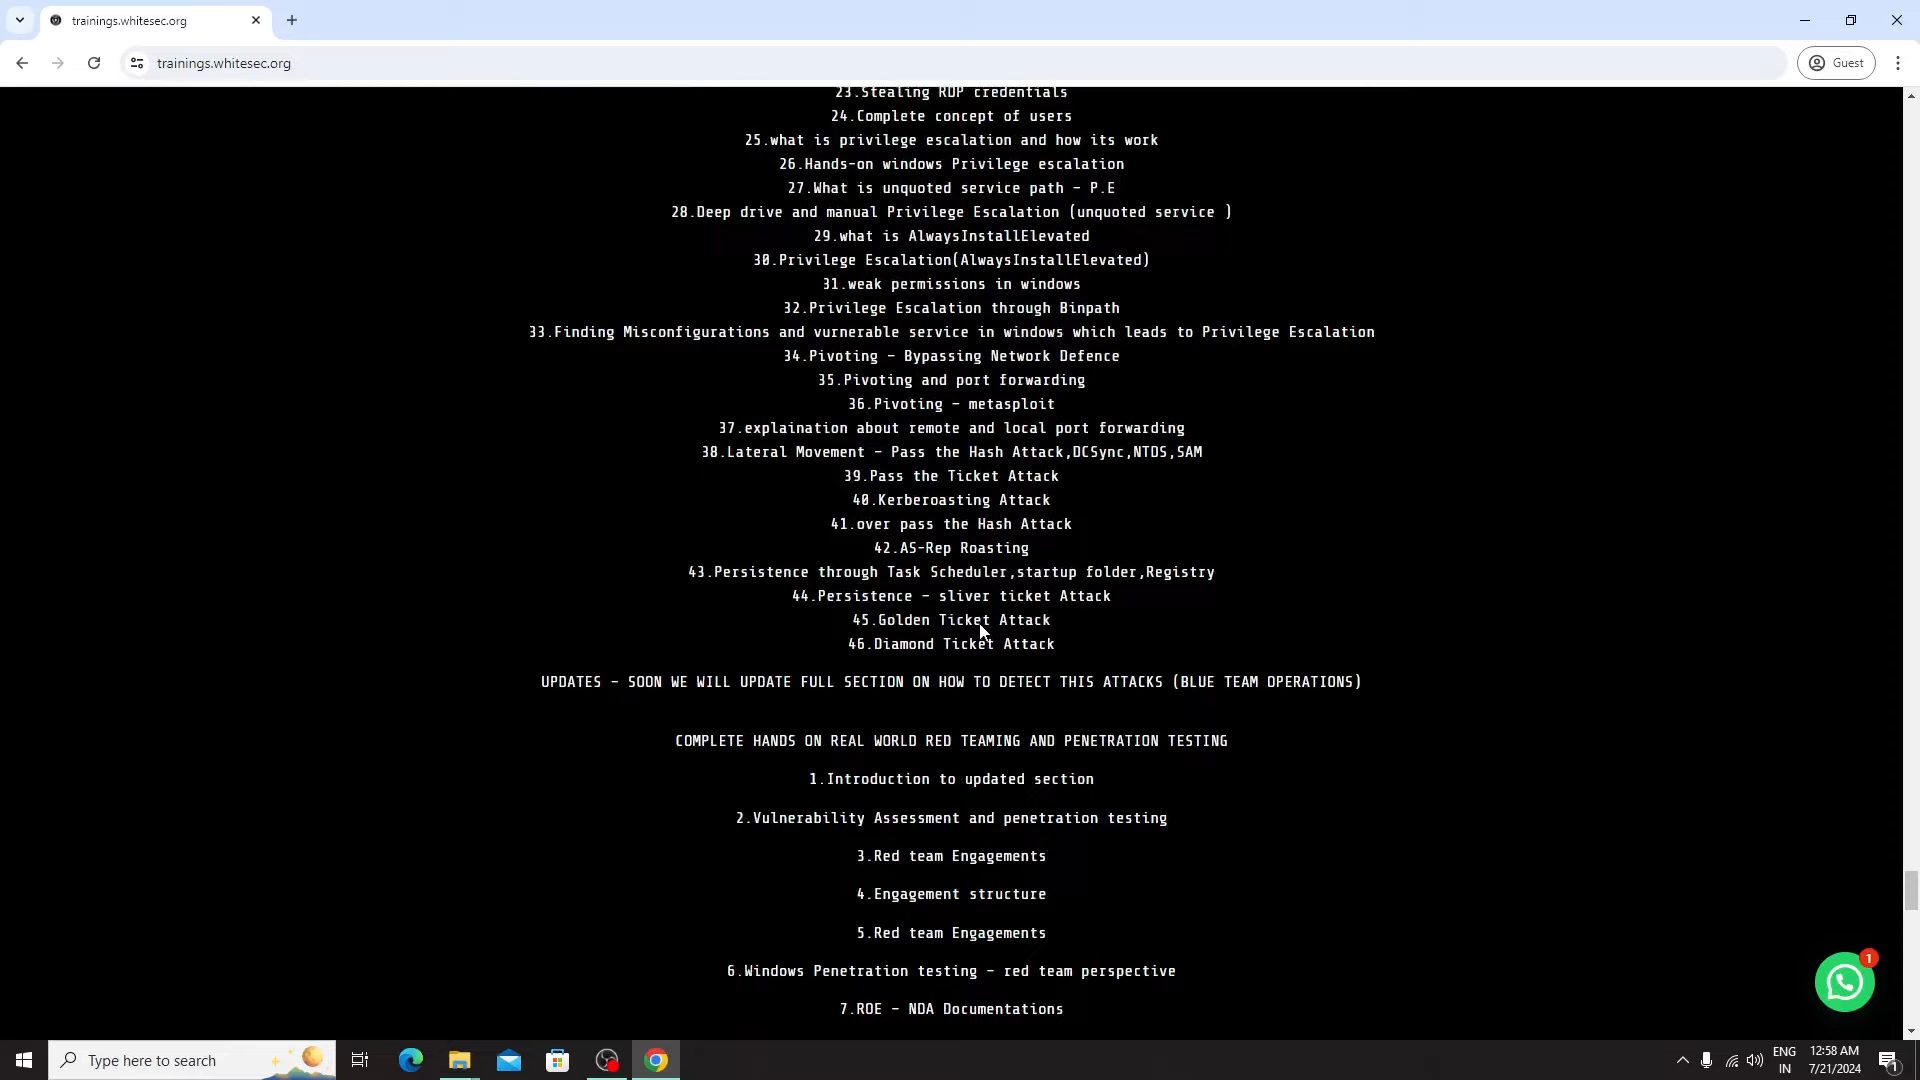 trainings.whitesec.org
trainings.whitesec.org
Guest
23.Stealing RDP credentials
24.Complete concept of users
25.what is privilege escalation and how its work
26.Hands-on windows Privilege escalation
27.What is unquoted service path – P.E
28.Deep drive and manual Privilege Escalation (unquoted service )
29.what is AlwaysInstallElevated
30.Privilege Escalation(AlwaysInstallElevated)
31.weak permissions in windows
32.Privilege Escalation through Binpath
33.Finding Misconfigurations and vurnerable service in windows which leads to Privilege Escalation
34.Pivoting – Bypassing Network Defence
35.Pivoting and port forwarding
36.Pivoting – metasploit
37.explaination about remote and local port forwarding
38.Lateral Movement – Pass the Hash Attack,DCSync,NTDS,SAM
39.Pass the Ticket Attack
40.Kerberoasting Attack
41.over pass the Hash Attack
42.AS-Rep Roasting
43.Persistence through Task Scheduler,startup folder,Registry
44.Persistence – sliver ticket Attack
45.Golden Ticket Attack
46.Diamond Ticket Attack
UPDATES – SOON WE WILL UPDATE FULL SECTION ON HOW TO DETECT THIS ATTACKS (BLUE TEAM OPERATIONS)
COMPLETE HANDS ON REAL WORLD RED TEAMING AND PENETRATION TESTING
1.Introduction to updated section
2.Vulnerability Assessment and penetration testing
3.Red team Engagements
4.Engagement structure
5.Red team Engagements
6.Windows Penetration testing – red team perspective
7.ROE – NDA Documentations
1
Type here to search
ENG
IN
12:58 AM
7/21/2024
1